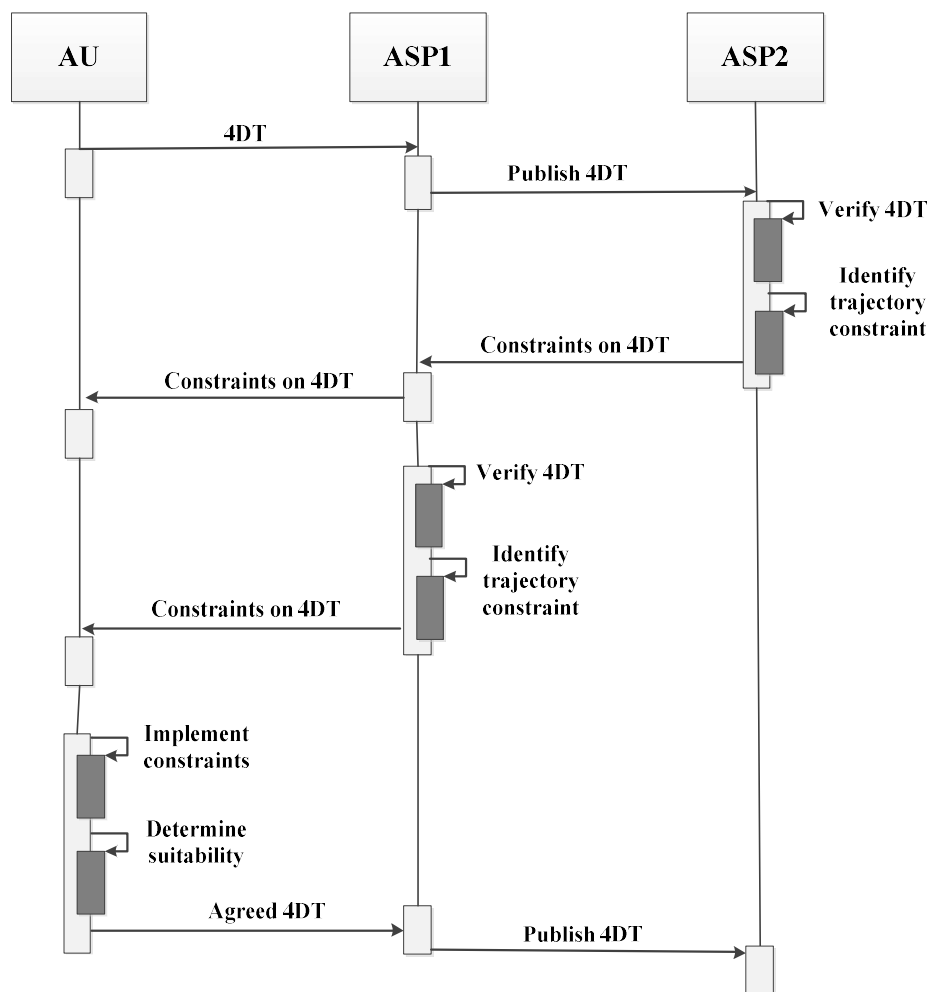 AU
ASP1
ASP2
4DT
Publish 4DT
Verify 4DT
Identify
trajectory
constraint
Constraints on 4DT
Constraints on 4DT
Verify 4DT
Identify
trajectory
constraint
Constraints on 4DT
Implement
constraints
Determine
suitability
Agreed 4DT
Publish 4DT